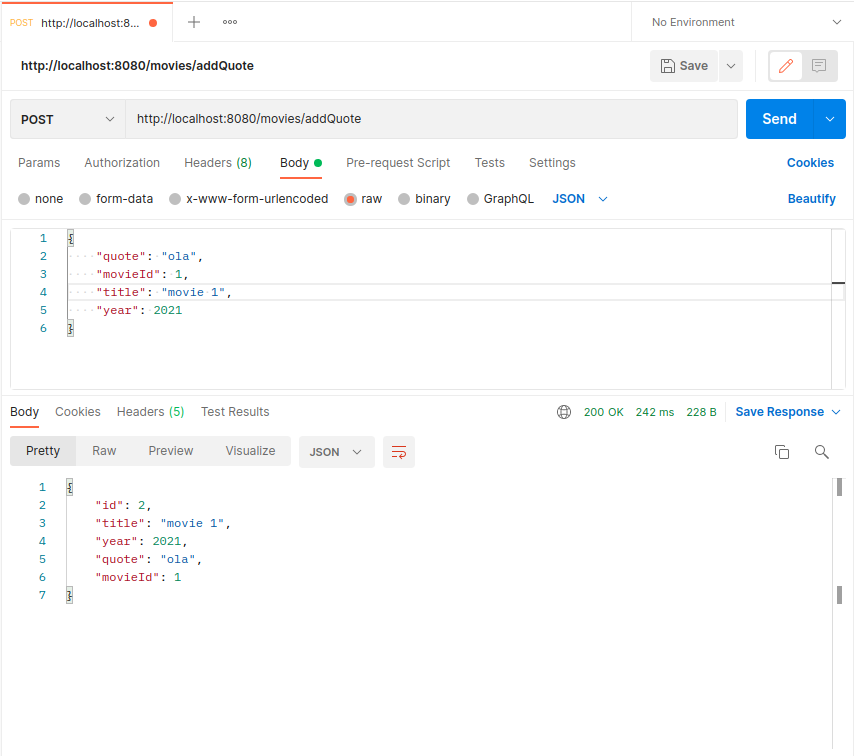 POST http://localhost:8... No Environment
http://localhost:8080/movies/addQuote Save
POST http://localhost:8080/movies/addQuote Send
Params Authorization Headers (8) Body Pre-request Script Tests Settings Cookies
none form-data x-www-form-urlencoded raw binary GraphQL JSON Beautify
1 {
2 "quote": "ola",
3 "movieId": 1,
4 "title": "movie 1",
5 "year": 2021
6 }
Body Cookies Headers (5) Test Results 200 OK 242 ms 228 B Save Response
Pretty Raw Preview Visualize JSON
1 {
2 "id": 2,
3 "title": "movie 1",
4 "year": 2021,
5 "quote": "ola",
6 "movieId": 1
7 }